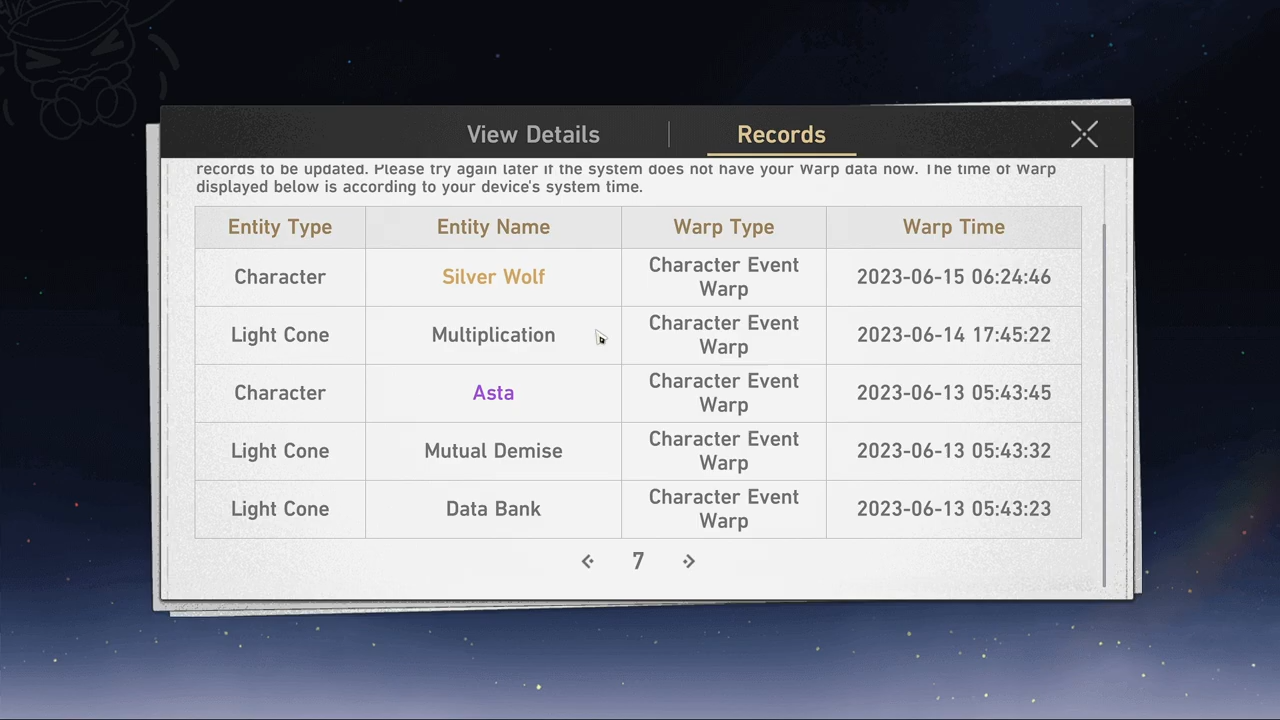 View Details
Records
records to be updated. Please try again later if the system does not have your Warp data now. The time of Warp
displayed below is according to your device's system time.
Entity Type Entity Name Warp Type Warp Time
Character Silver Wolf Character Event Warp 2023-06-15 06:24:46
Light Cone Multiplication Character Event Warp 2023-06-14 17:45:22
Character Asta Character Event Warp 2023-06-13 05:43:45
Light Cone Mutual Demise Character Event Warp 2023-06-13 05:43:32
Light Cone Data Bank Character Event Warp 2023-06-13 05:43:23
7